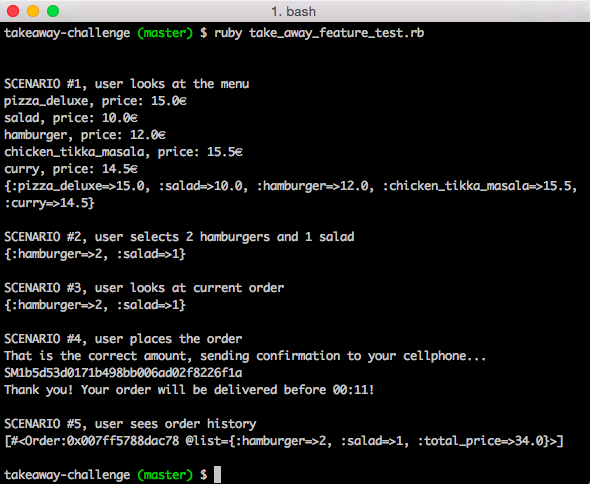 1. bash
takeaway-challenge (master) $ ruby take_away_feature_test.rb
SCENARIO #1, user looks at the menu
pizza_deluxe, price: 15.0€
salad, price: 10.0€
hamburger, price: 12.0€
chicken_tikka_masala, price: 15.5€
curry, price: 14.5€
{:pizza_deluxe=>15.0, :salad=>10.0, :hamburger=>12.0, :chicken_tikka_masala=>15.5,
:curry=>14.5}
SCENARIO #2, user selects 2 hamburgers and 1 salad
{:hamburger=>2, :salad=>1}
SCENARIO #3, user looks at current order
{:hamburger=>2, :salad=>1}
SCENARIO #4, user places the order
That is the correct amount, sending confirmation to your cellphone...
SM1b5d53d0171b498bb006ad02f8226f1a
Thank you! Your order will be delivered before 00:11!
SCENARIO #5, user sees order history
[#<Order:0x007ff5788dac78 @list={:hamburger=>2, :salad=>1, :total_price=>34.0}>]
takeaway-challenge (master) $